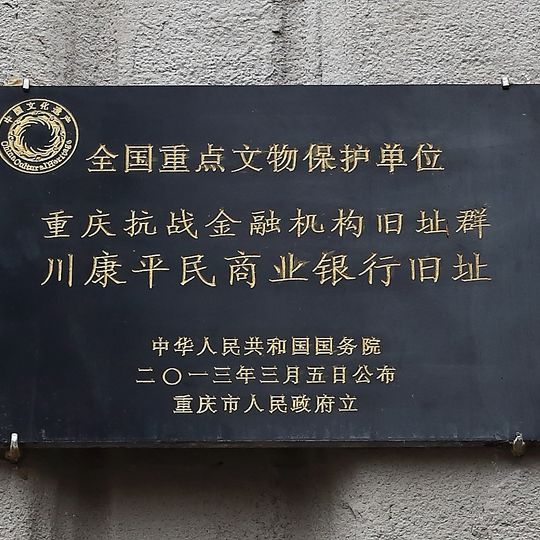 中国文化遗产
China Cultural Heritage
全国重点文物保护单位
重庆抗战金融机构旧址群
川康平民商业银行旧址
中华人民共和国国务院
二〇一三年三月五日公布
重庆市人民政府立